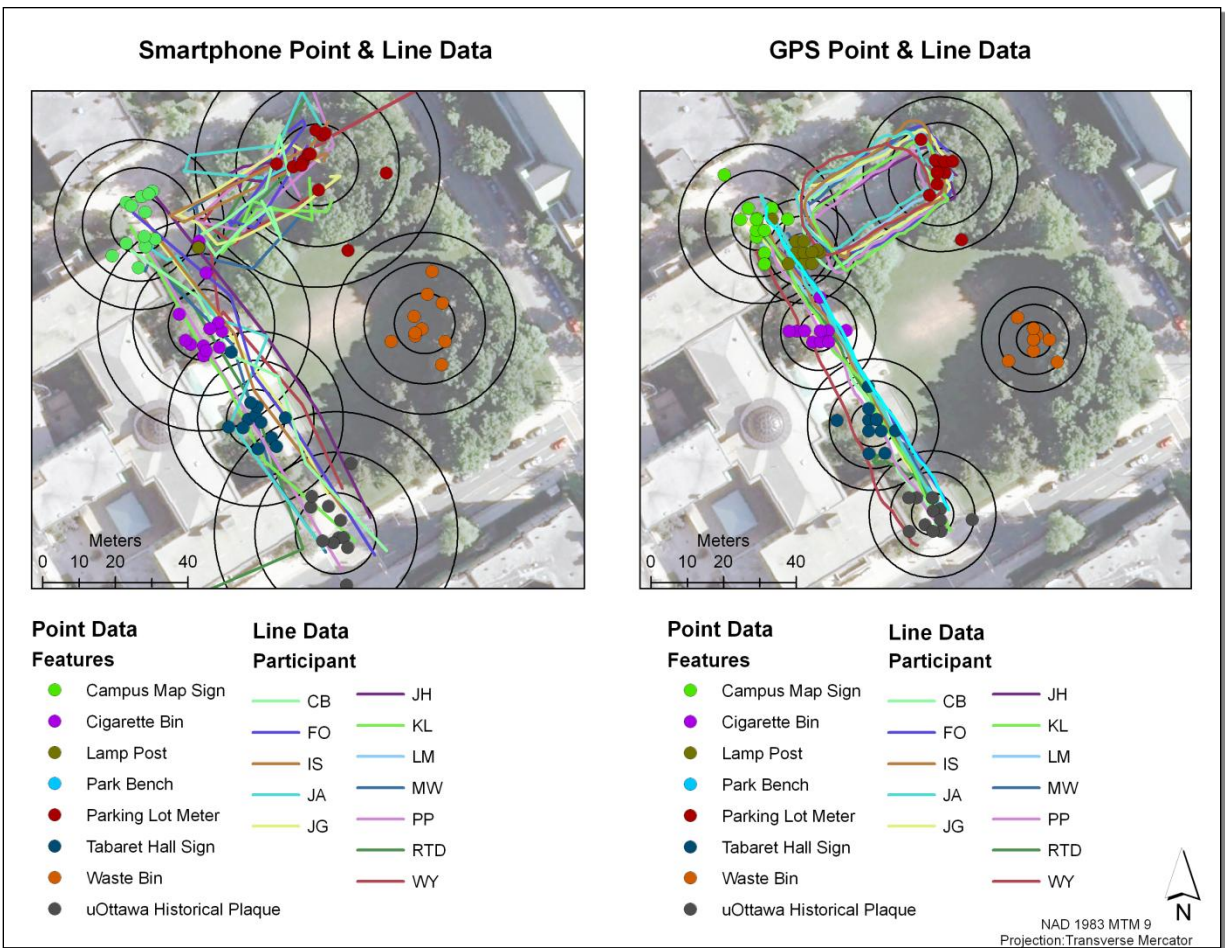 Smartphone Point & Line Data
GPS Point & Line Data
Meters
0 10 20 40
Meters
0 10 20 40
Point Data
Features
Campus Map Sign
Cigarette Bin
Lamp Post
Park Bench
Parking Lot Meter
Tabaret Hall Sign
Waste Bin
uOttawa Historical Plaque
Line Data
Participant
CB
FO
IS
JA
JG
JH
KL
LM
MW
PP
RTD
WY
Point Data
Features
Campus Map Sign
Cigarette Bin
Lamp Post
Park Bench
Parking Lot Meter
Tabaret Hall Sign
Waste Bin
uOttawa Historical Plaque
Line Data
Participant
CB
FO
IS
JA
JG
JH
KL
LM
MW
PP
RTD
WY
N
NAD 1983 MTM 9
Projection:Transverse Mercator